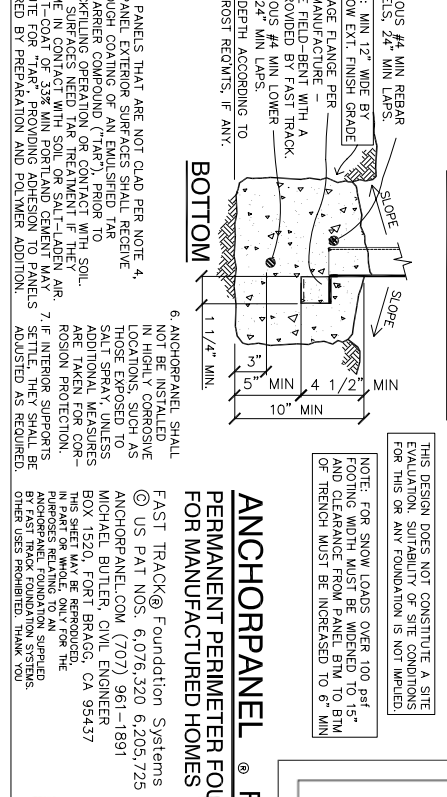 OUS #4 MIN REBAR
ELS, 24" MIN LAPS.
: MIN 12" WIDE BY
OW EXT. FINISH GRADE
AGE FLANGE PER
MANUFACTURE –
E FIELD-BENT WITH A
ROVIDED BY FAST TRACK.
OUS #4 MIN LOWER
24" MIN LAPS.
DEPTH ACCORDING TO
ROST REQ'MTS, IF ANY.
SLOPE
SLOPE
BOTTOM
1 1/4" MIN.
3"
5" MIN
4 1/2" MIN
10" MIN
THIS DESIGN DOES NOT CONSTITUTE A SITE
EVALUATION. SUITABILITY OF SITE CONDITIONS
FOR THIS OR ANY FOUNDATION IS NOT IMPLIED.
NOTE: FOR SNOW LOADS OVER 100 psf
FOOTING WIDTH MUST BE WIDENED TO 15"
AND CLEARANCE FROM PANEL BTM TO BTM
OF TRENCH MUST BE INCREASED TO 6" MIN
PANELS THAT ARE NOT CLAD PER NOTE 4,
PANEL EXTERIOR SURFACES SHALL RECEIVE
UGH COATING OF AN EMULSIFIED TAR
ARRIER COMPOUND ("TAR"), PRIOR TO
KFILLING OPERATION OR CONTACT WITH SOIL.
SURFACES NEED TAR TREATMENT IF THEY
E IN CONTACT WITH SOIL OR SALT-LADEN AIR.
T-COAT OF 33% MIN PORTLAND CEMENT MAY
TE FOR "TAR", PROVIDING ADHESION TO PANELS
RED BY PREPARATION AND POLYMER ADDITION.
6. ANCHORPANEL SHALL
NOT BE INSTALLED
IN HIGHLY CORROSIVE
LOCATIONS, SUCH AS
THOSE EXPOSED TO
SALT SPRAY, UNLESS
ADDITIONAL MEASURES
ARE TAKEN FOR COR-
ROSION PROTECTION.
7. IF INTERIOR SUPPORTS
SETTLE, THEY SHALL BE
ADJUSTED AS REQUIRED.
ANCHORPANEL ®
PERMANENT PERIMETER FOU
FOR MANUFACTURED HOMES
FAST TRACK® Foundation Systems
© US PAT NOS. 6,076,320 6,205,725
ANCHORPANEL.COM (707) 961-1891
MICHAEL BUTLER, CIVIL ENGINEER
BOX 1520, FORT BRAGG, CA 95437
THIS SHEET MAY BE REPRODUCED,
IN PART OR WHOLE, ONLY FOR THE
PURPOSES RELATING TO AN
ANCHORPANEL FOUNDATION SUPPLIED
BY FAST TRACK FOUNDATION SYSTEMS.
OTHER USES PROHIBITED. THANK YOU